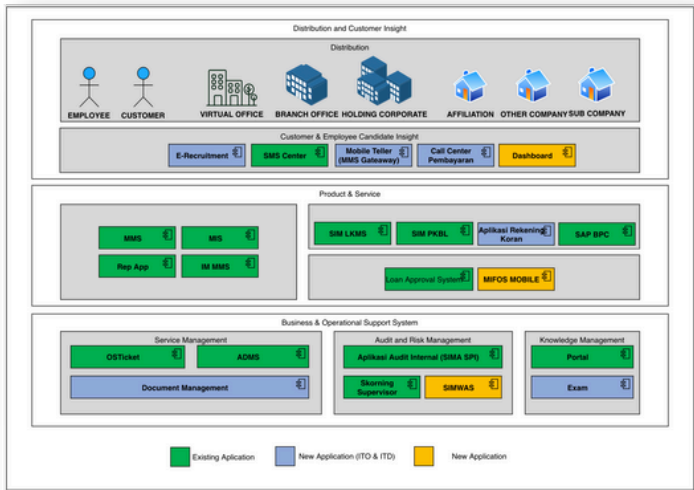 Distribution and Customer Insight
Distribution
EMPLOYEE
CUSTOMER
VIRTUAL OFFICE
BRANCH OFFICE
HOLDING CORPORATE
AFFILIATION
OTHER COMPANY
SUB COMPANY
Customer & Employee Candidate Insight
E-Recruitment
SMS Center
Mobile Teller
(MMS Gateaway)
Call Center
Pembayaran
Dashboard
Product & Service
MMS
MIS
Rep App
IM MMS
SIM LKMS
SIM PKBL
Aplikasi Rekening
Koran
SAP BPC
Loan Approval System
MIFOS MOBILE
Business & Operational Support System
Service Management
OSTicket
ADMS
Document Management
Audit and Risk Management
Aplikasi Audit Internal (SIMA SPI)
Skorning
Supervisor
SIMWAS
Knowledge Management
Portal
Exam
Existing Aplication
New Application (ITO & ITD)
New Application